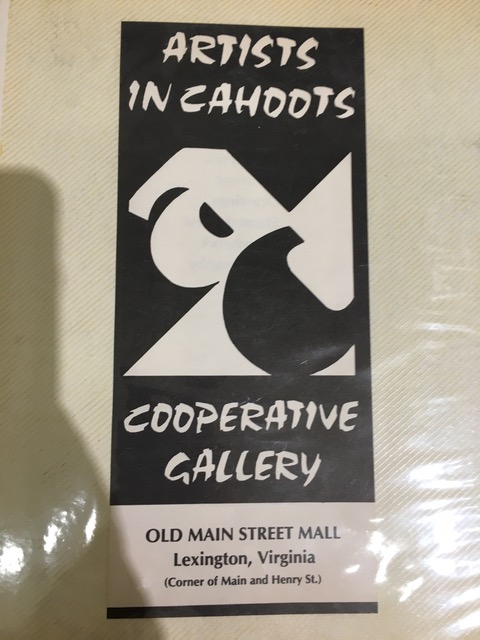 ARTISTS
IN CAHOOTS
COOPERATIVE
GALLERY
OLD MAIN STREET MALL
Lexington, Virginia
(Corner of Main and Henry St.)